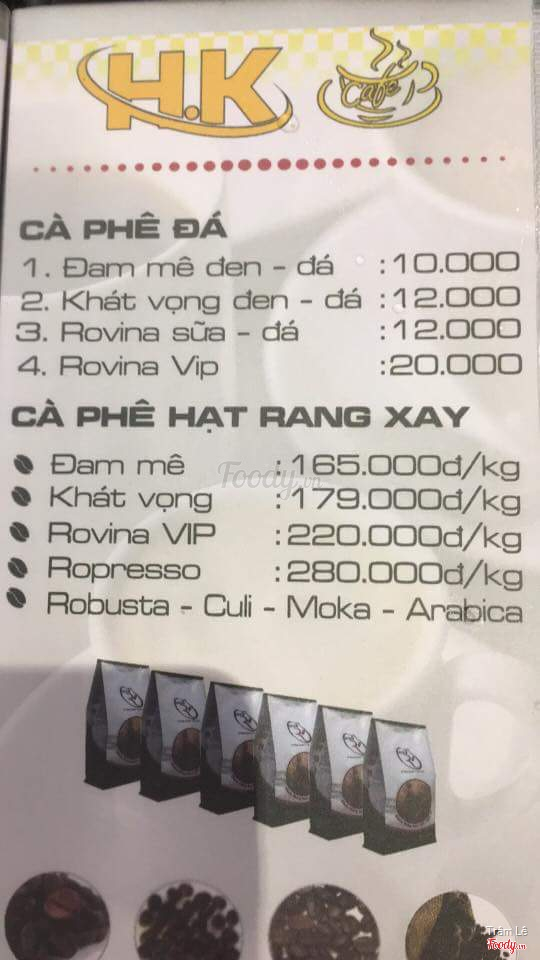 H.K
Café
CÀ PHÊ ĐÁ
1. Đam mê đen - đá :10.000
2. Khát vọng đen - đá :12.000
3. Rovina sữa - đá :12.000
4. Rovina Vip :20.000
CÀ PHÊ HẠT RANG XAY
Đam mê :165.000đ/kg
Foody.vn
Khát vọng :179.000đ/kg
Rovina VIP :220.000đ/kg
Ropresso :280.000đ/kg
Robusta - Culi - Moka - Arabica
Trâm Lê
Foody.vn